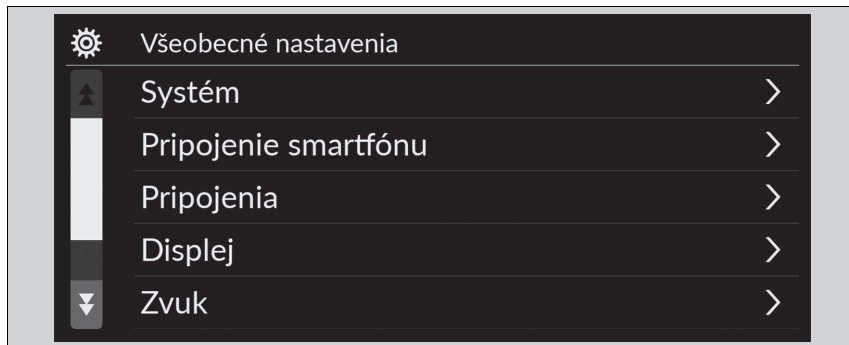 Všeobecné nastavenia
Systém
Pripojenie smartfónu
Pripojenia
Displej
Zvuk